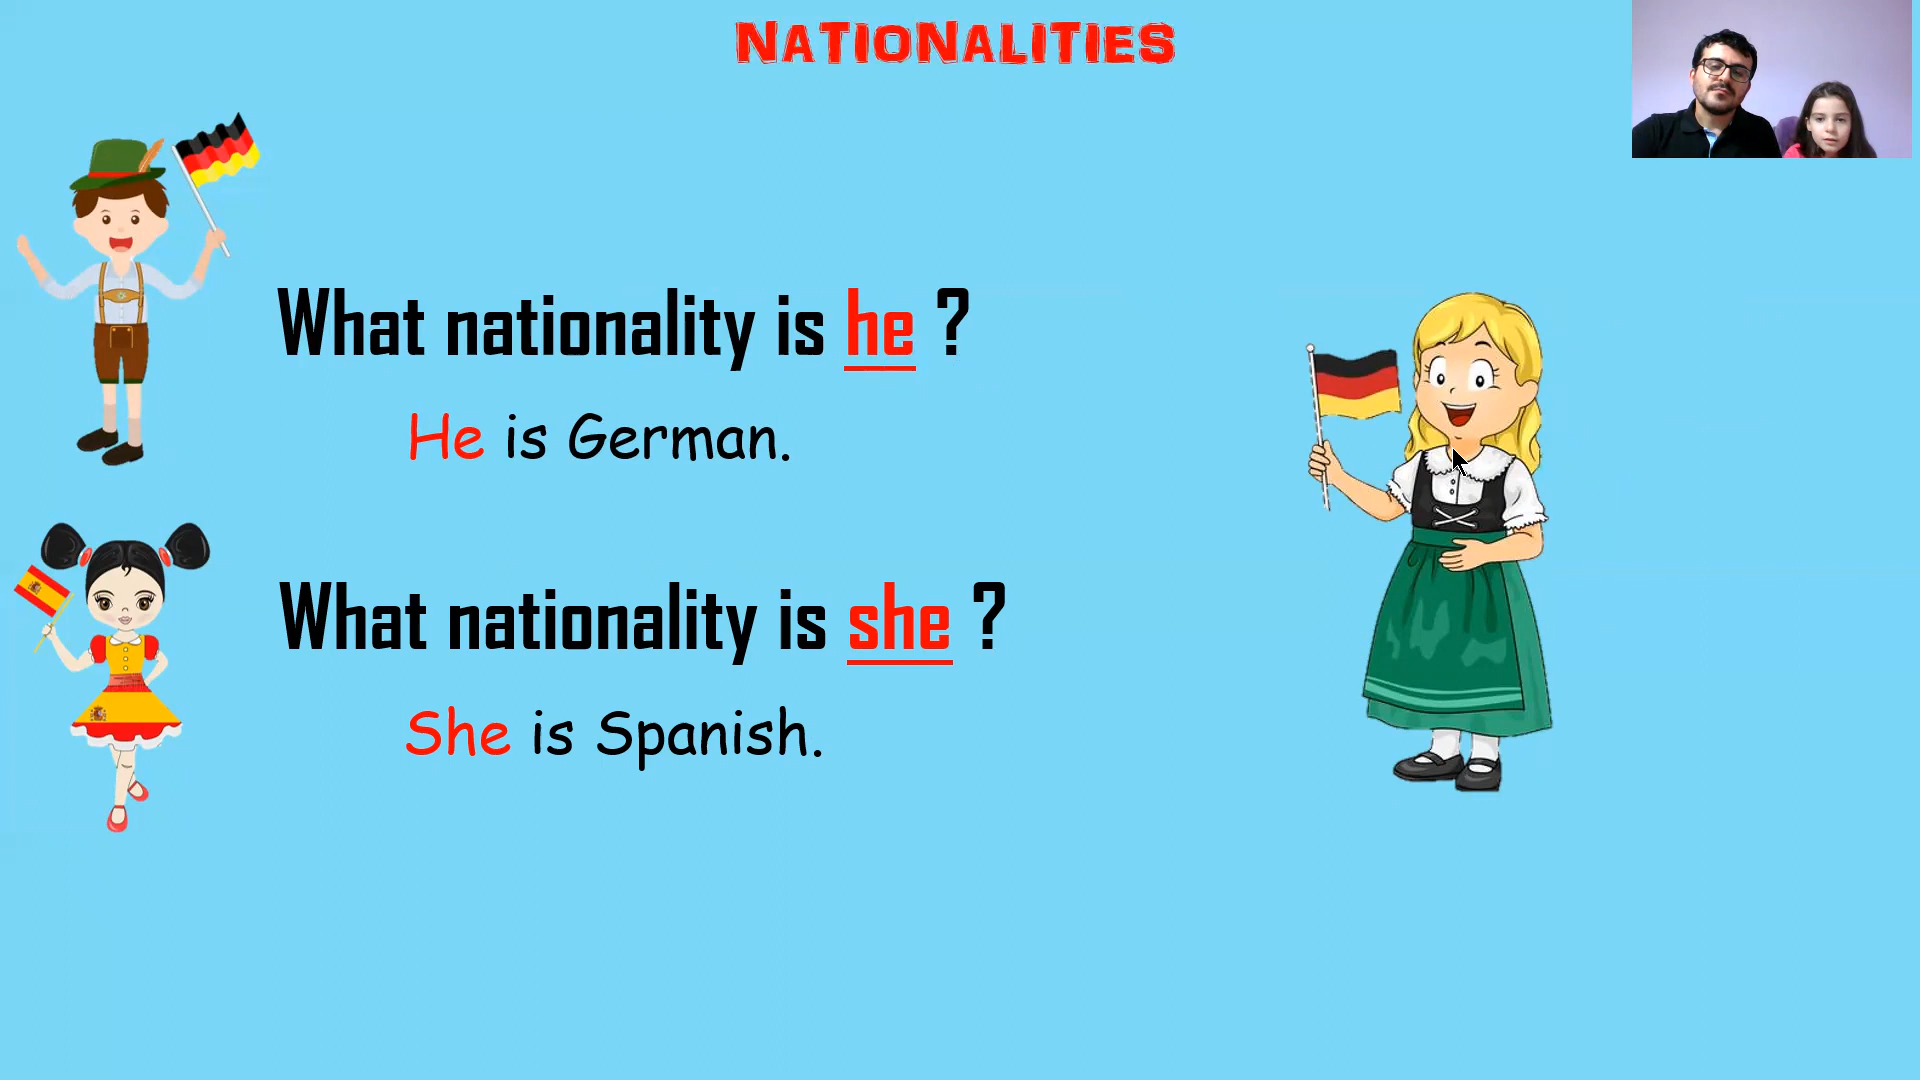 NATIONALITIES
What nationality is he ?
He is German.
What nationality is she ?
She is Spanish.